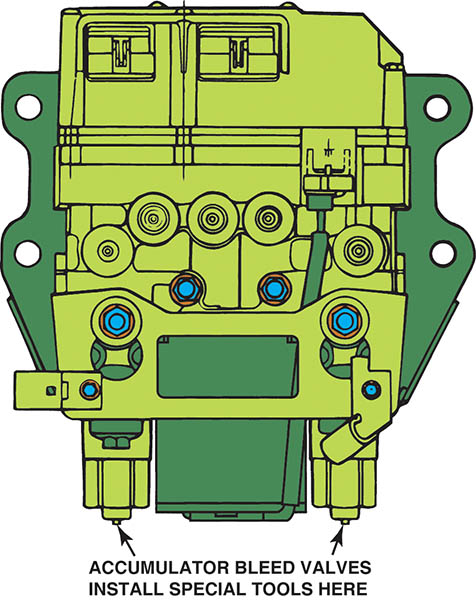 ACCUMULATOR BLEED VALVES
INSTALL SPECIAL TOOLS HERE